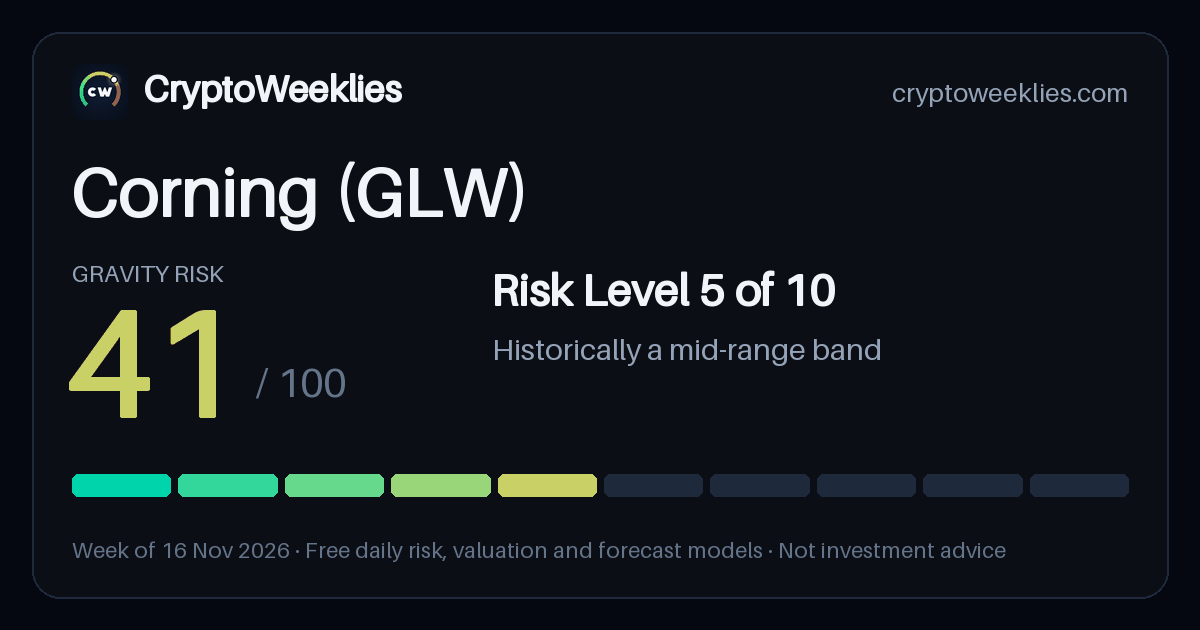 CW
CryptoWeeklies
cryptoweeklies.com
Corning (GLW)
GRAVITY RISK
41 / 100
Risk Level 5 of 10
Historically a mid-range band
Week of 16 Nov 2026 · Free daily risk, valuation and forecast models · Not investment advice